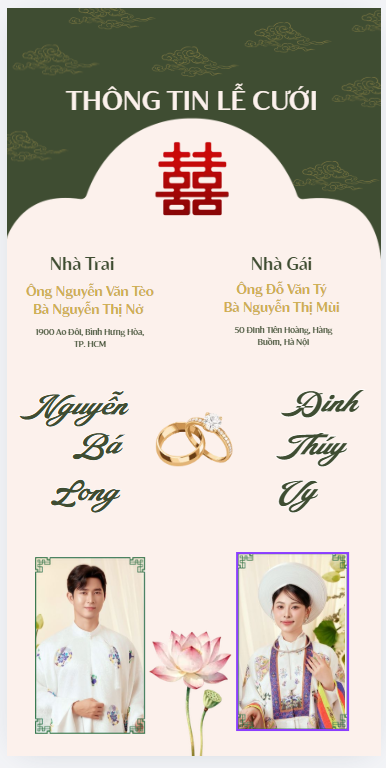 THÔNG TIN LỄ CƯỚI
囍
Nhà Trai
Ông Nguyễn Văn Tèo
Bà Nguyễn Thị Nở
1900 Ao Đôi, Bình Hưng Hòa,
TP. HCM
Nhà Gái
Ông Đỗ Văn Tý
Bà Nguyễn Thị Mùi
50 Đinh Tiên Hoàng, Hàng
Buồm, Hà Nội
Nguyễn
Bá
Long
Đinh
Thúy
Vy